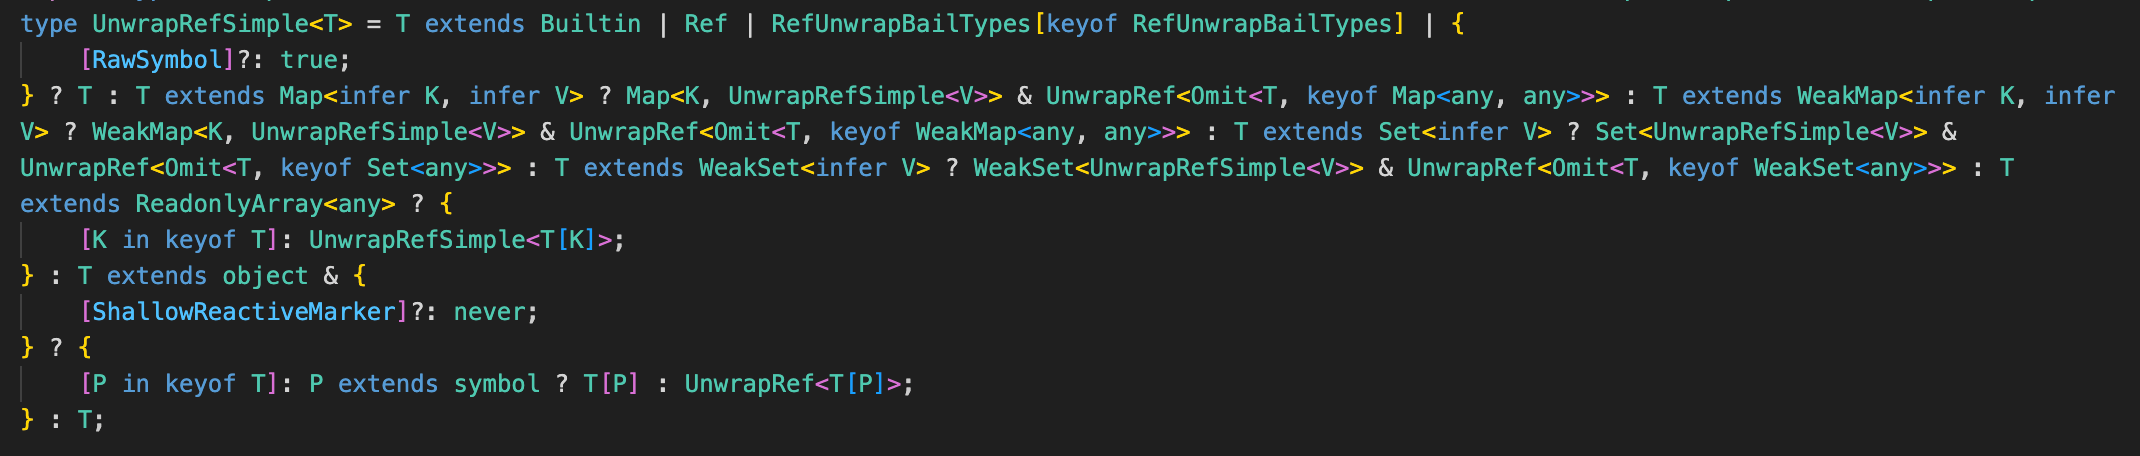 type UnwrapRefSimple<T> = T extends Builtin | Ref | RefUnwrapBailTypes[keyof RefUnwrapBailTypes] | {
    [RawSymbol]?: true;
} ? T : T extends Map<infer K, infer V> ? Map<K, UnwrapRefSimple<V>> & UnwrapRef<Omit<T, keyof Map<any, any>>> : T extends WeakMap<infer K, infer
V> ? WeakMap<K, UnwrapRefSimple<V>> & UnwrapRef<Omit<T, keyof WeakMap<any, any>>> : T extends Set<infer V> ? Set<UnwrapRefSimple<V>> &
UnwrapRef<Omit<T, keyof Set<any>>> : T extends WeakSet<infer V> ? WeakSet<UnwrapRefSimple<V>> & UnwrapRef<Omit<T, keyof WeakSet<any>>> : T
extends ReadonlyArray<any> ? {
    [K in keyof T]: UnwrapRefSimple<T[K]>;
} : T extends object & {
    [ShallowReactiveMarker]?: never;
} ? {
    [P in keyof T]: P extends symbol ? T[P] : UnwrapRef<T[P]>;
} : T;